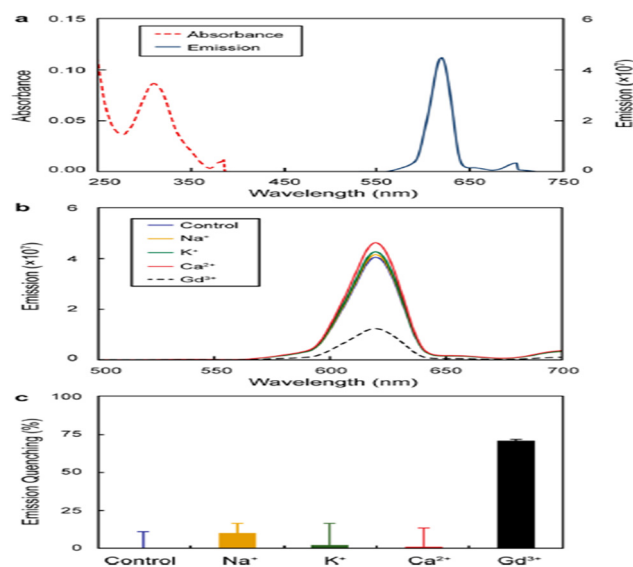 a
0.15
0.10
0.05
0.00
Absorbance
Absorbance
Emission
6
4
2
0
Emission (×10⁷)
250 350 450 550 650 750
Wavelength (nm)
b
6
4
2
0
Emission (×10⁷)
Control
Na⁺
K⁺
Ca²⁺
Gd³⁺
500 550 600 650 700
Wavelength (nm)
c
100
75
50
25
0
Emission Quenching (%)
Control Na⁺ K⁺ Ca²⁺ Gd³⁺